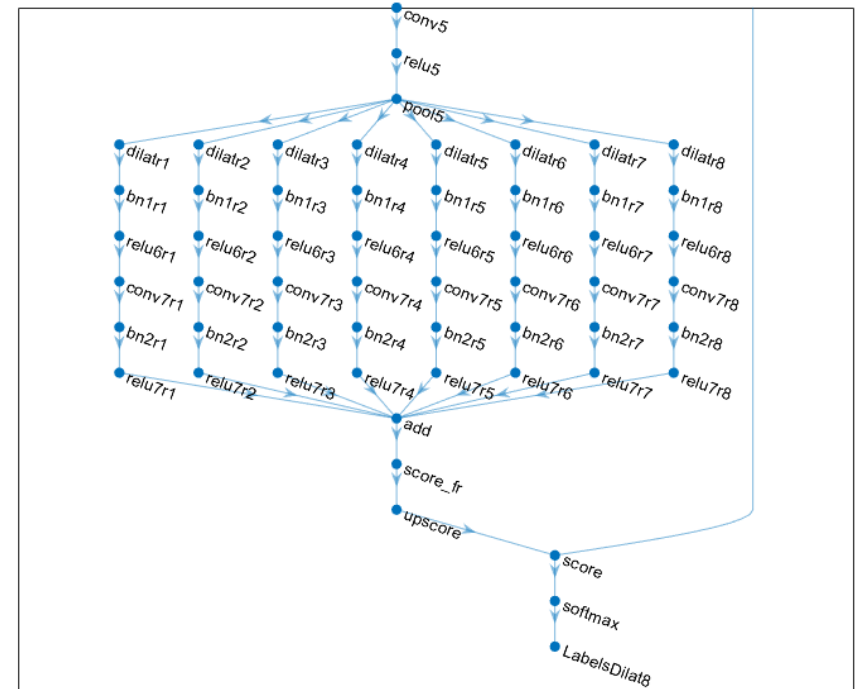 conv5
relu5
pool5
dilatr1 dilatr2 dilatr3 dilatr4 dilatr5 dilatr6 dilatr7 dilatr8
bn1r1 bn1r2 bn1r3 bn1r4 bn1r5 bn1r6 bn1r7 bn1r8
relu6r1 relu6r2 relu6r3 relu6r4 relu6r5 relu6r6 relu6r7 relu6r8
conv7r1 conv7r2 conv7r3 conv7r4 conv7r5 conv7r6 conv7r7 conv7r8
bn2r1 bn2r2 bn2r3 bn2r4 bn2r5 bn2r6 bn2r7 bn2r8
relu7r1 relu7r2 relu7r3 relu7r4 relu7r5 relu7r6 relu7r7 relu7r8
add
score_fr
upscore
score
softmax
LabelsDilat8